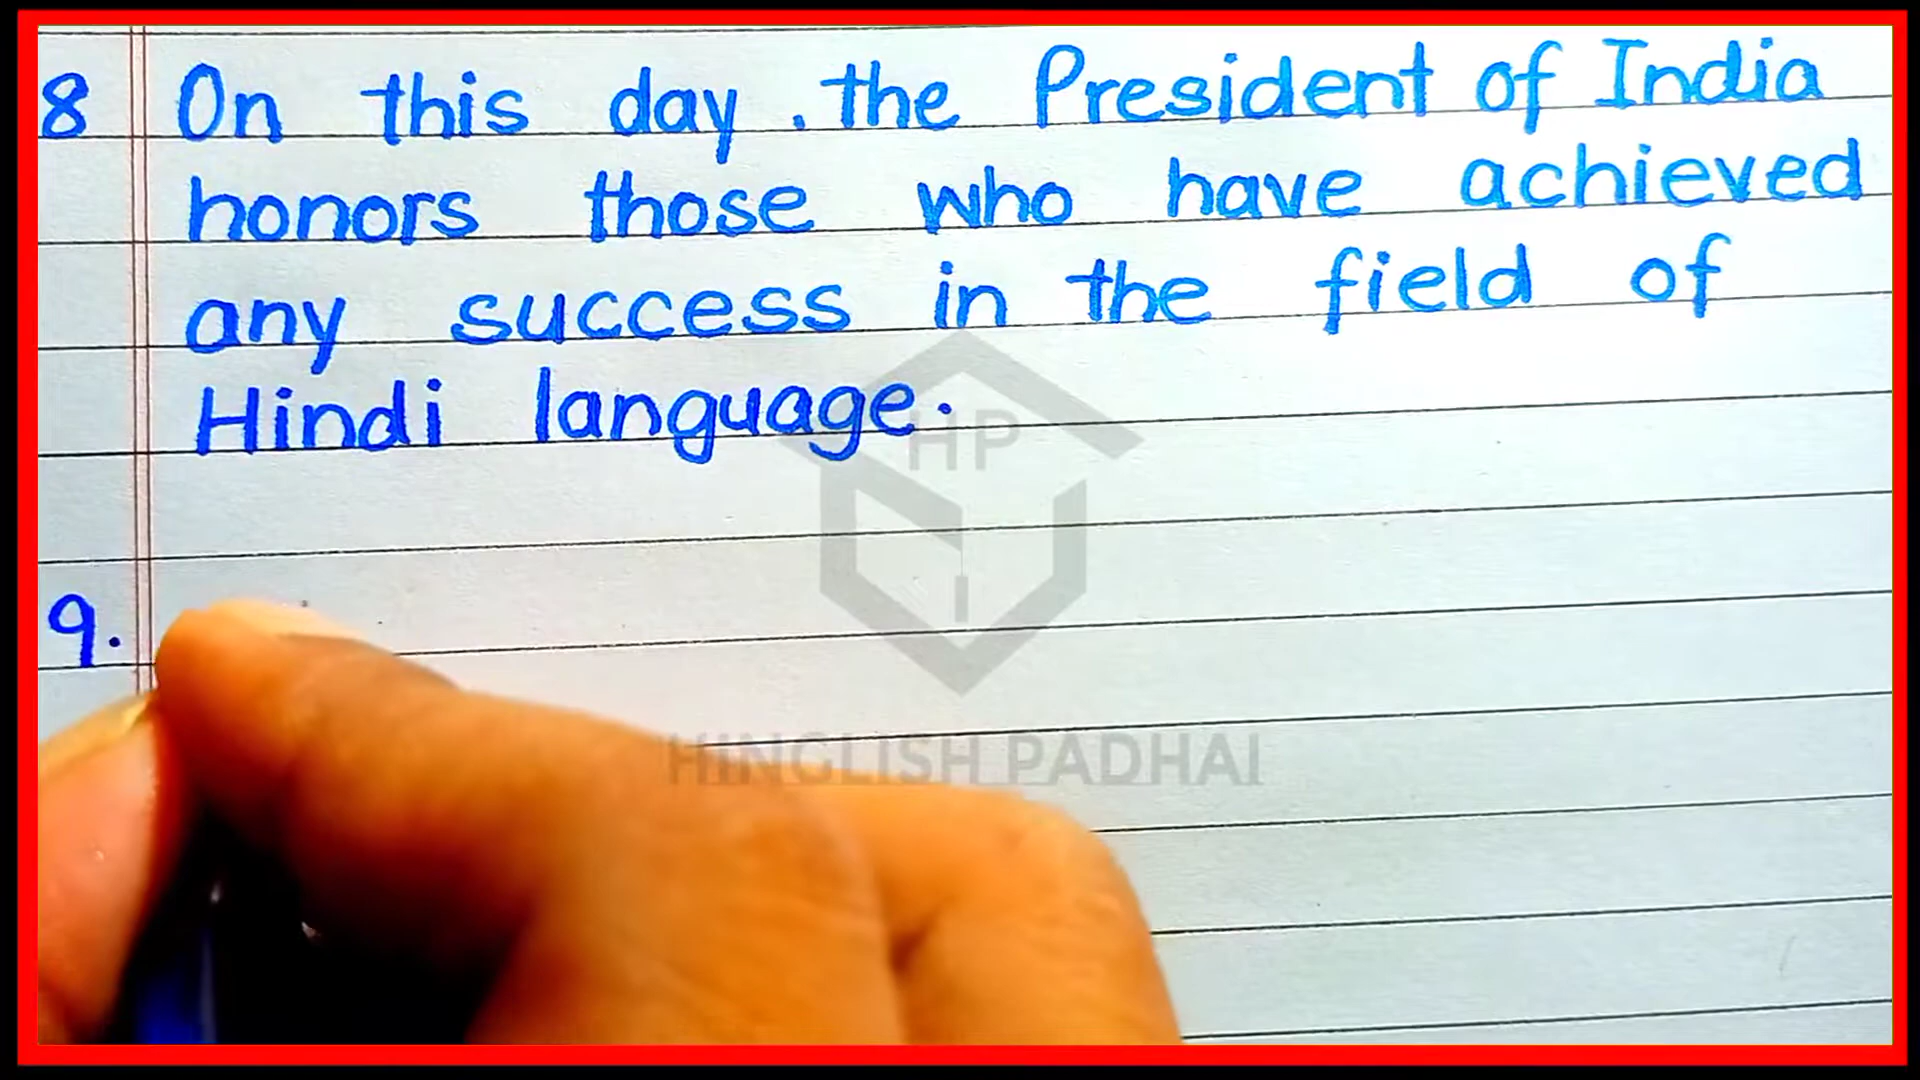 8 On this day . the President of India
honors those who have achieved
any success in the field of
Hindi language.
HP
9.
HINGLISH PADHAI